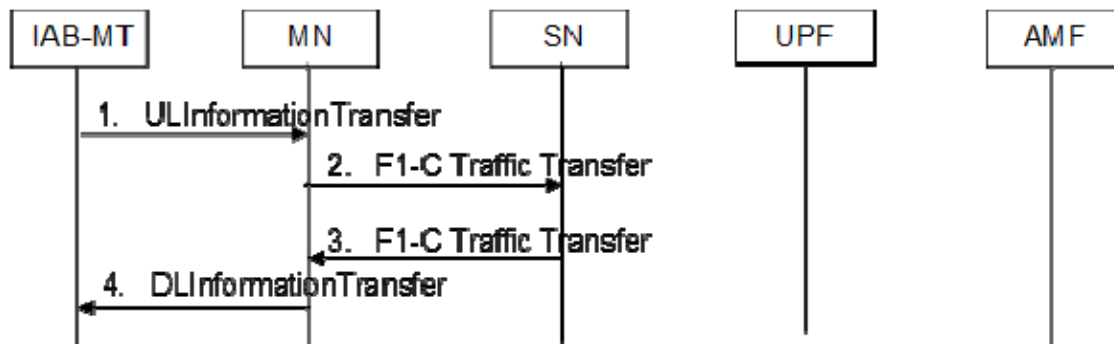 IAB-MT
MN
SN
UPF
AMF
1. ULInformationTransfer
2. F1-C Traffic Transfer
3. F1-C Traffic Transfer
4. DLInformationTransfer